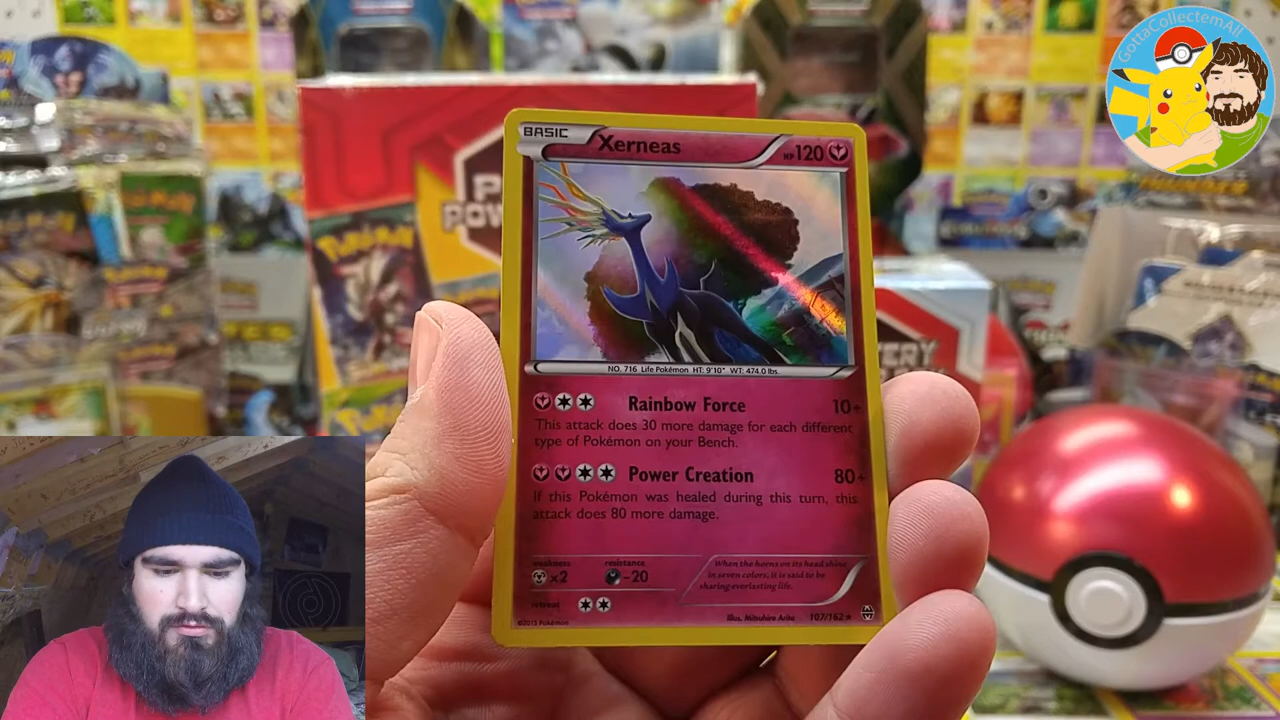 GottaCollectemAll
BASIC
Xerneas
HP 120
NO. 716 Life Pokémon HT: 9'10" WT: 474.0 lbs.
Rainbow Force 10+
This attack does 30 more damage for each different
type of Pokémon on your Bench.
Power Creation 80+
If this Pokémon was healed during this turn, this
attack does 80 more damage.
weakness
x2
resistance
-20
When the horns on its head shine
in seven colors, it is said to be
sharing everlasting life.
retreat
©2015 Pokémon
Illus. Mitsuhiro Arita
107/162
Pokémon
POW
Pokémon